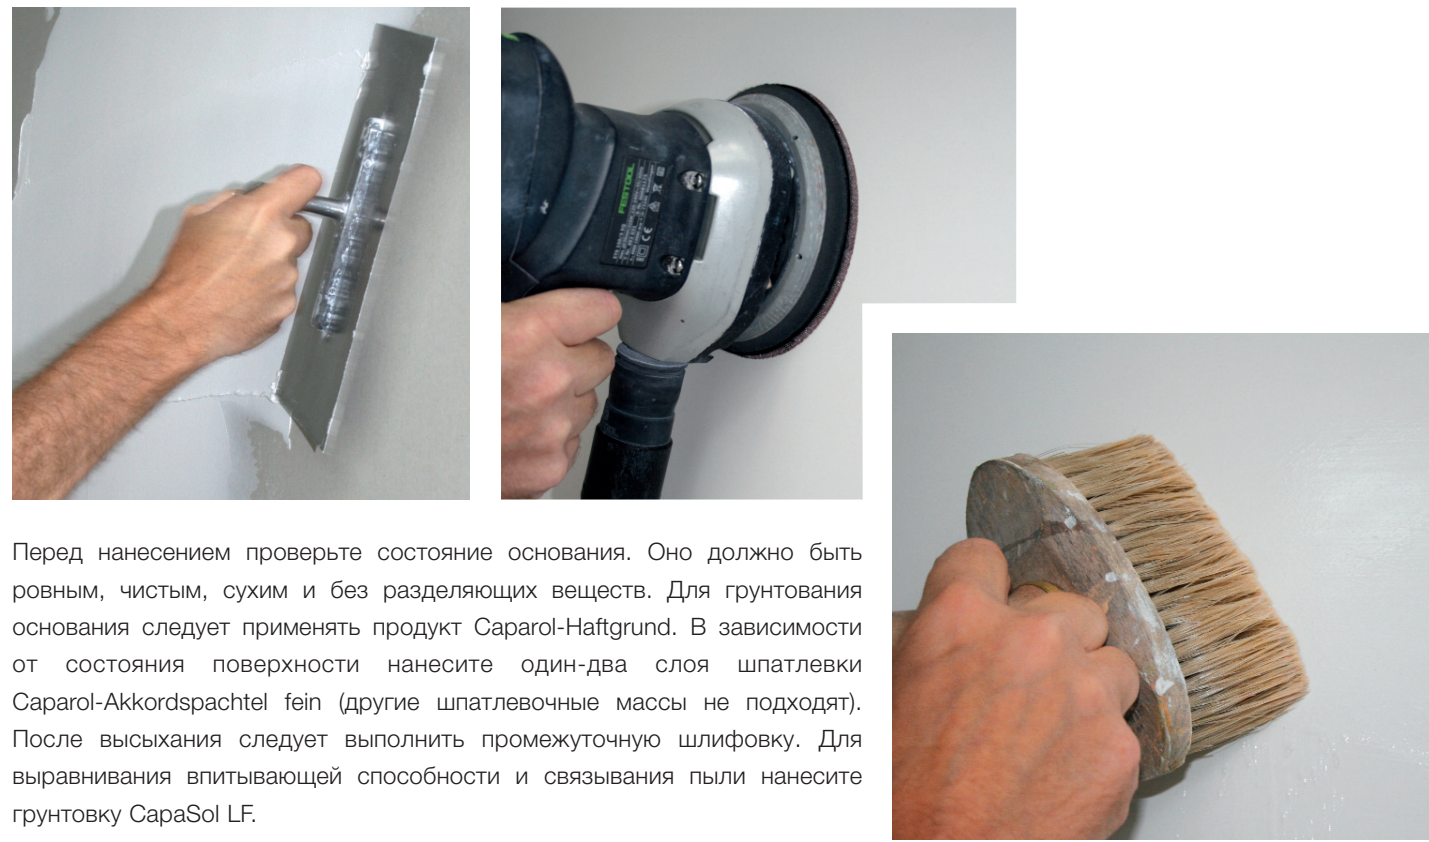 FESTOOL
Перед нанесением проверьте состояние основания. Оно должно быть
ровным, чистым, сухим и без разделяющих веществ. Для грунтования
основания следует применять продукт Caparol-Haftgrund. В зависимости
от состояния поверхности нанесите один-два слоя шпатлевки
Caparol-Akkordspachtel fein (другие шпатлевочные массы не подходят).
После высыхания следует выполнить промежуточную шлифовку. Для
выравнивания впитывающей способности и связывания пыли нанесите
грунтовку CapaSol LF.